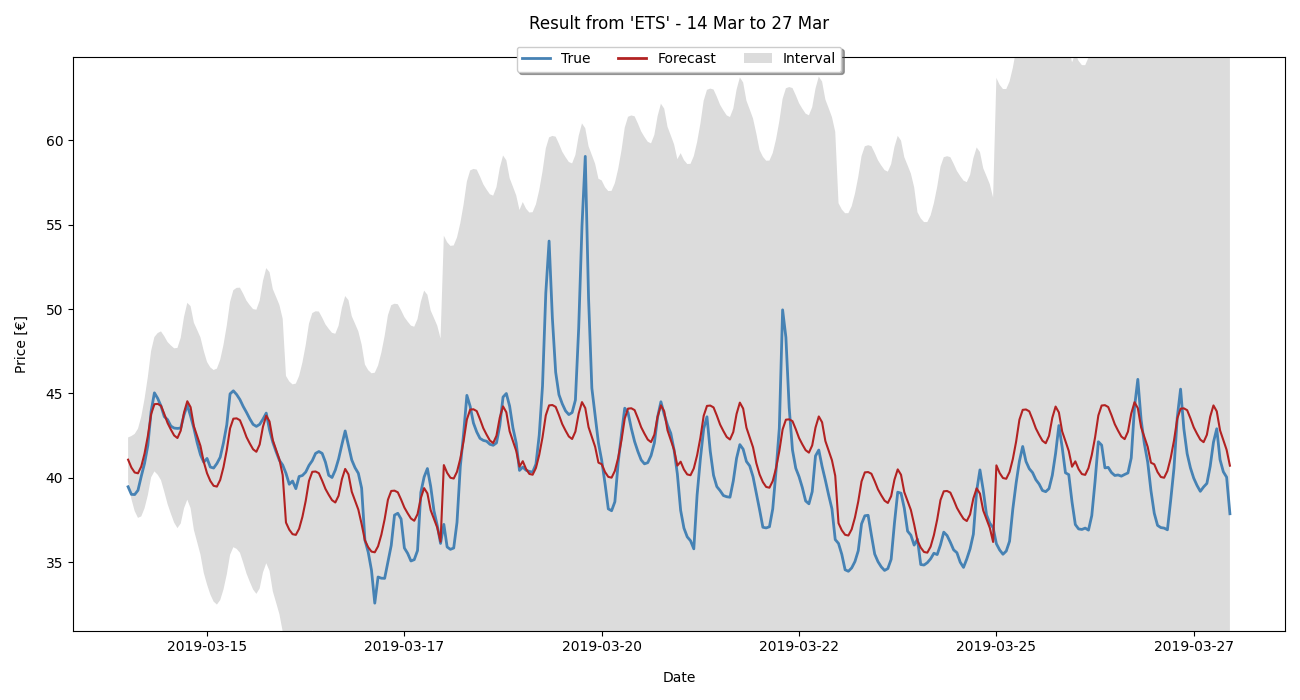 Result from 'ETS' - 14 Mar to 27 Mar
True Forecast Interval
Price [€]
60
55
50
45
40
35
2019-03-15 2019-03-17 2019-03-20 2019-03-22 2019-03-25 2019-03-27
Date